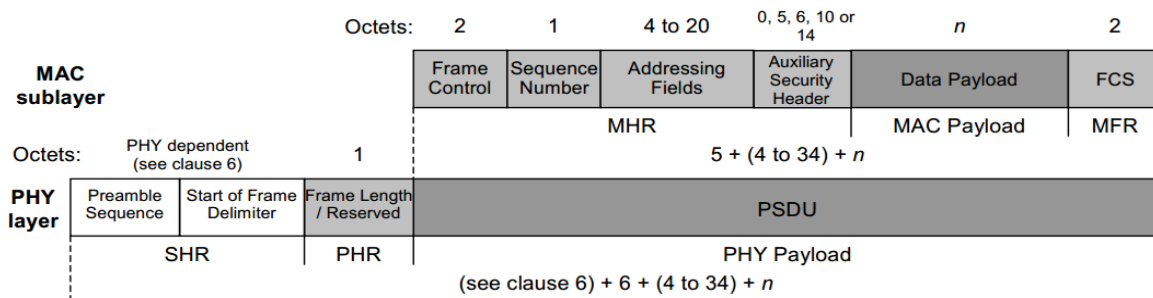 Octets: 2 1 4 to 20 0, 5, 6, 10 or 14 n 2
MAC sublayer
Frame Control
Sequence Number
Addressing Fields
Auxiliary Security Header
Data Payload
FCS
MHR MAC Payload MFR
Octets: PHY dependent (see clause 6) 1 5 + (4 to 34) + n
PHY layer
Preamble Sequence
Start of Frame Delimiter
Frame Length / Reserved
PSDU
SHR PHR PHY Payload
(see clause 6) + 6 + (4 to 34) + n